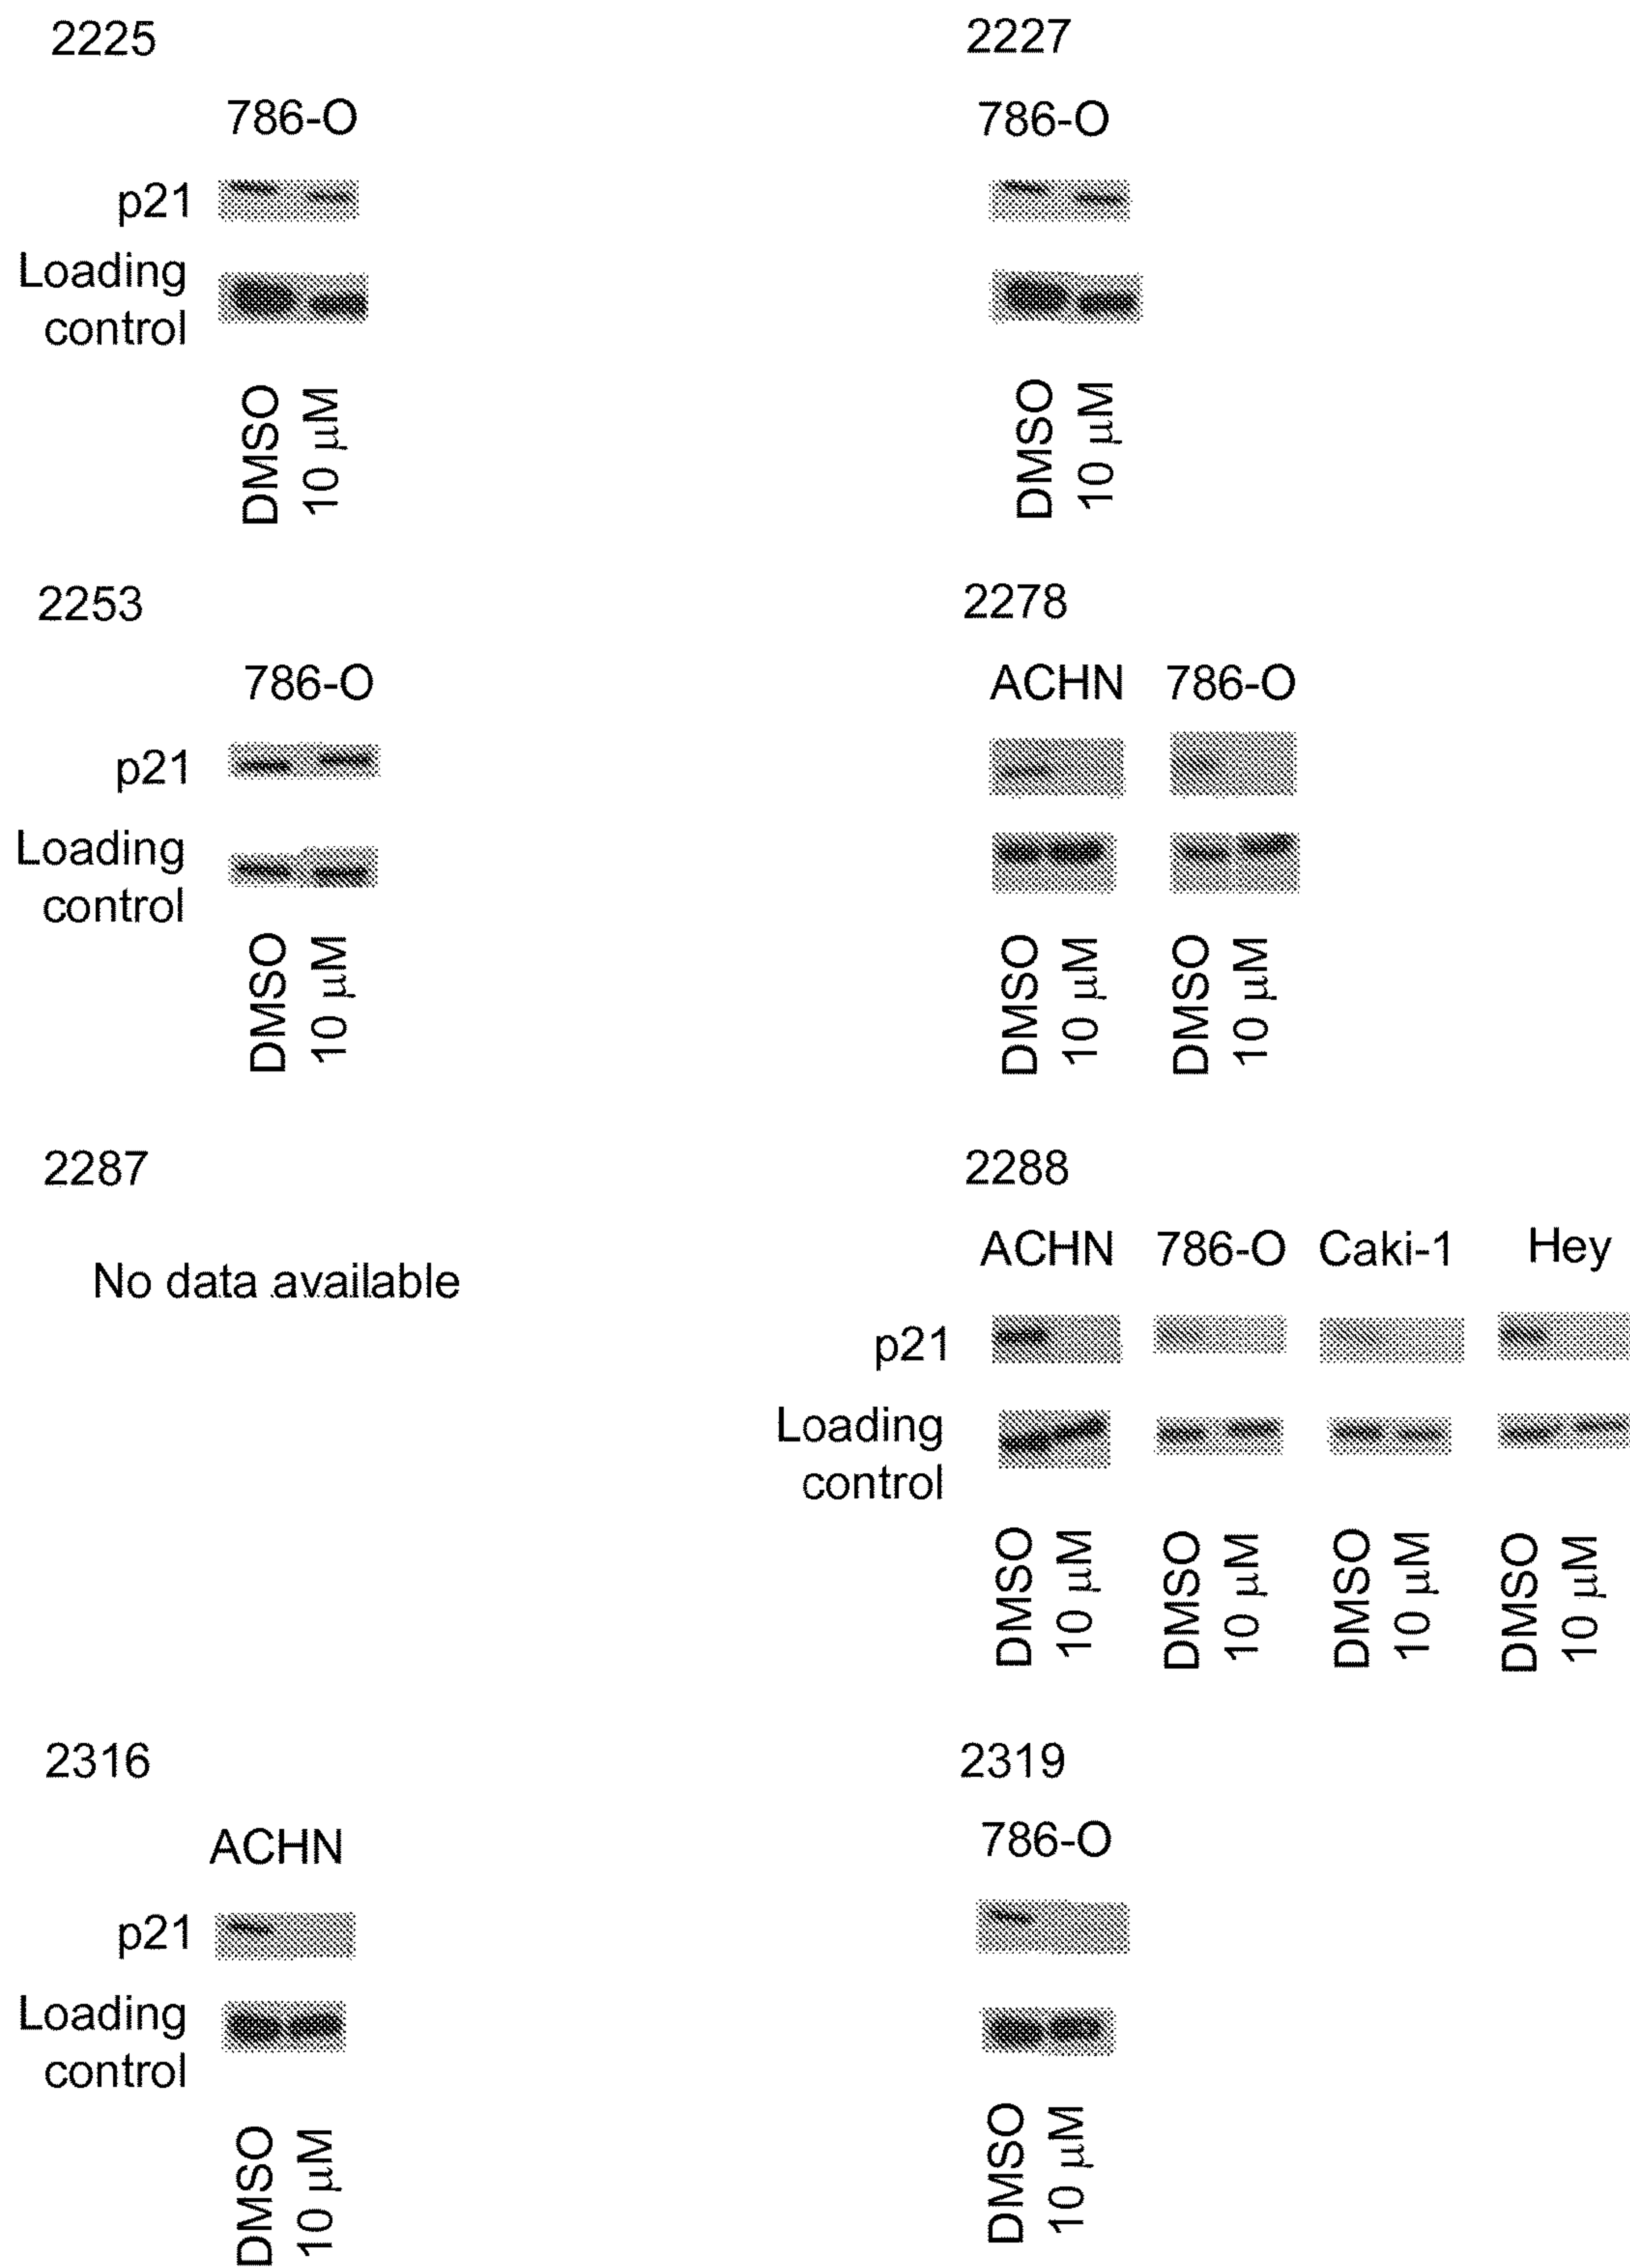 2225
786-O
p21
Loading
control
DMSO
10 μM
2227
786-O
DMSO
10 μM
2253
786-O
p21
Loading
control
DMSO
10 μM
2278
ACHN 786-O
DMSO
10 μM
DMSO
10 μM
2287
No data available
2288
ACHN 786-O Caki-1 Hey
p21
Loading
control
DMSO
10 μM
DMSO
10 μM
DMSO
10 μM
DMSO
10 μM
2316
ACHN
p21
Loading
control
DMSO
10 μM
2319
786-O
DMSO
10 μM